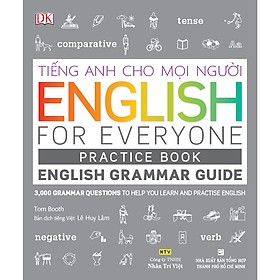 DK
tense
comparative
TIẾNG ANH CHO MỌI NGƯỜI
ENGLISH
FOR EVERYONE
PRACTICE BOOK
ENGLISH GRAMMAR GUIDE
3,000 GRAMMAR QUESTIONS TO HELP YOU LEARN AND PRACTISE ENGLISH
Tom Booth
Bản dịch tiếng Việt: Lê Huy Lâm
negative
verb
NTV
Công ty TNHH
Nhân Trí Việt
NHÀ XUẤT BẢN TỔNG HỢP
THÀNH PHỐ HỒ CHÍ MINH